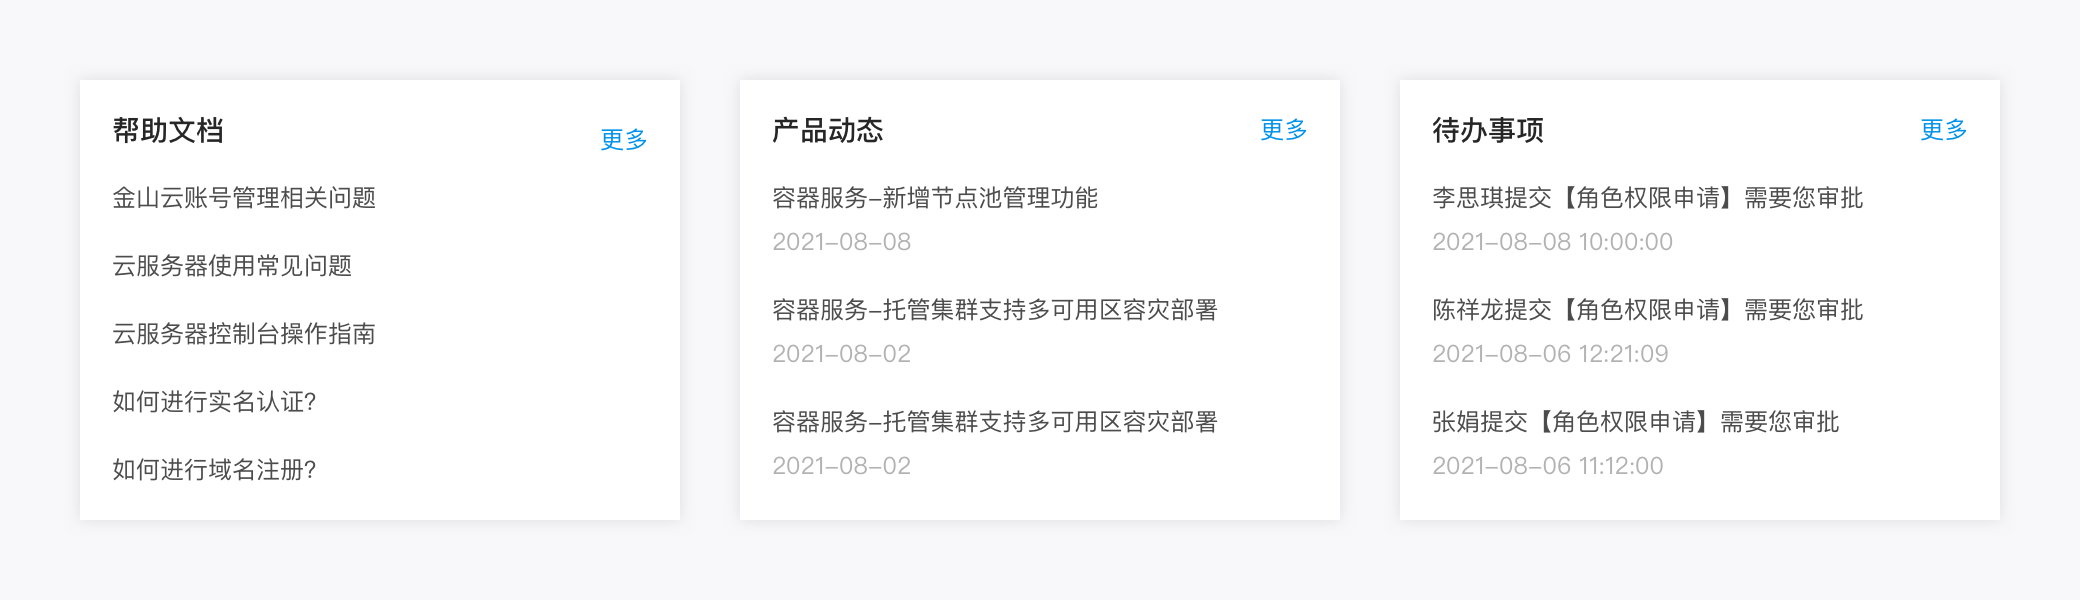 帮助文档
更多
金山云账号管理相关问题
云服务器使用常见问题
云服务器控制台操作指南
如何进行实名认证?
如何进行域名注册?
产品动态
更多
容器服务-新增节点池管理功能
2021-08-08
容器服务-托管集群支持多可用区容灾部署
2021-08-02
容器服务-托管集群支持多可用区容灾部署
2021-08-02
待办事项
更多
李思琪提交【角色权限申请】需要您审批
2021-08-08 10:00:00
陈祥龙提交【角色权限申请】需要您审批
2021-08-06 12:21:09
张娟提交【角色权限申请】需要您审批
2021-08-06 11:12:00